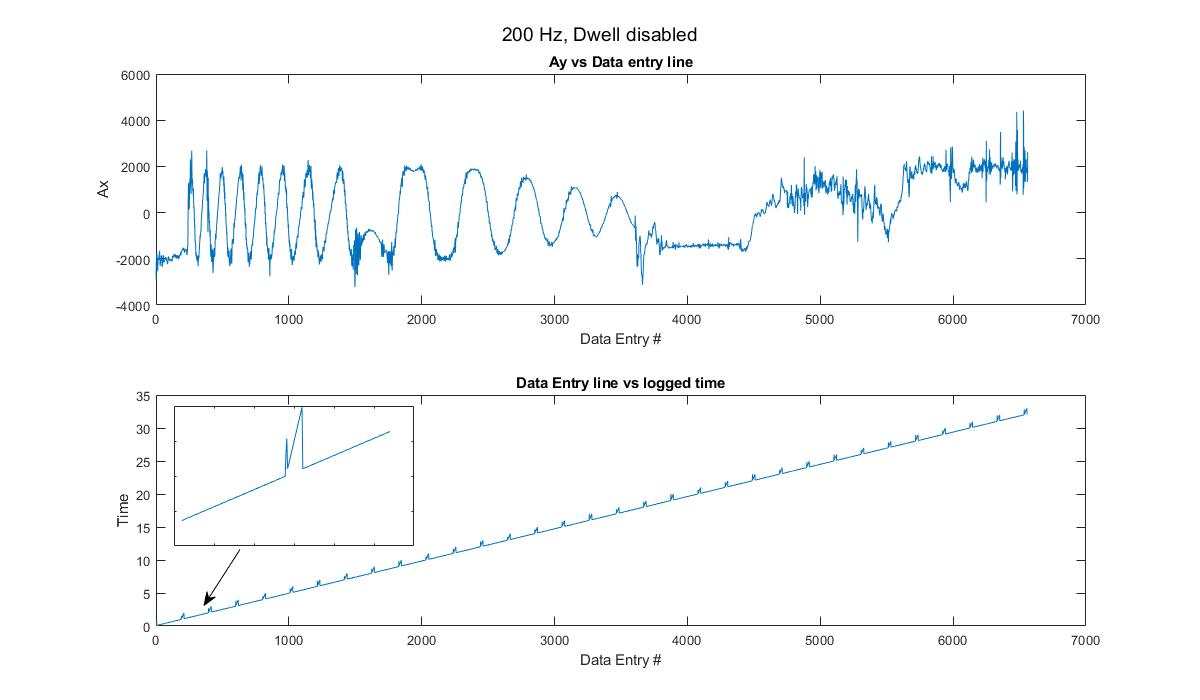 200 Hz, Dwell disabled
Ay vs Data entry line
6000
4000
2000
0
-2000
-4000
Ax
0 1000 2000 3000 4000 5000 6000 7000
Data Entry #
Data Entry line vs logged time
35
30
25
20
15
10
5
0
Time
0 1000 2000 3000 4000 5000 6000 7000
Data Entry #